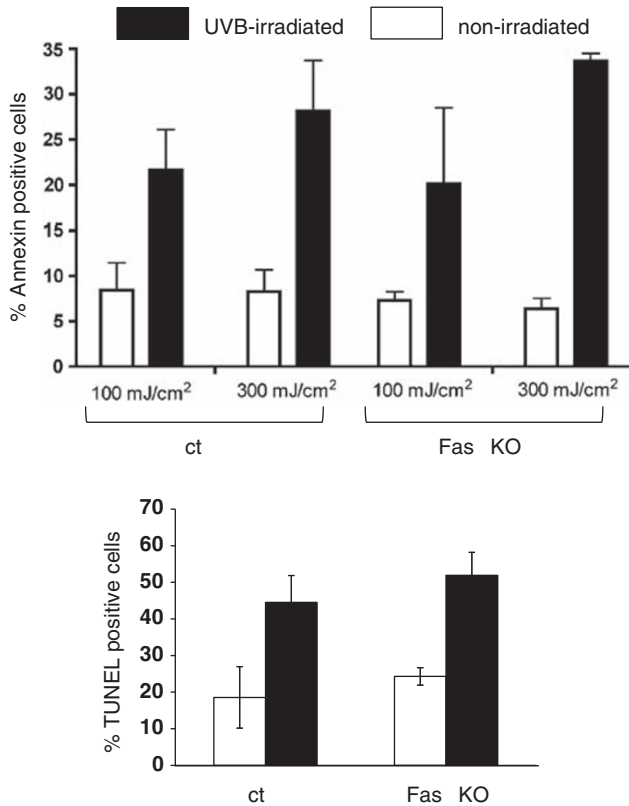 UVB-irradiated non-irradiated
% Annexin positive cells
40
35
30
25
20
15
10
5
0
100 mJ/cm² 300 mJ/cm² 100 mJ/cm² 300 mJ/cm²
ct Fas KO
% TUNEL positive cells
70
60
50
40
30
20
10
0
ct Fas KO